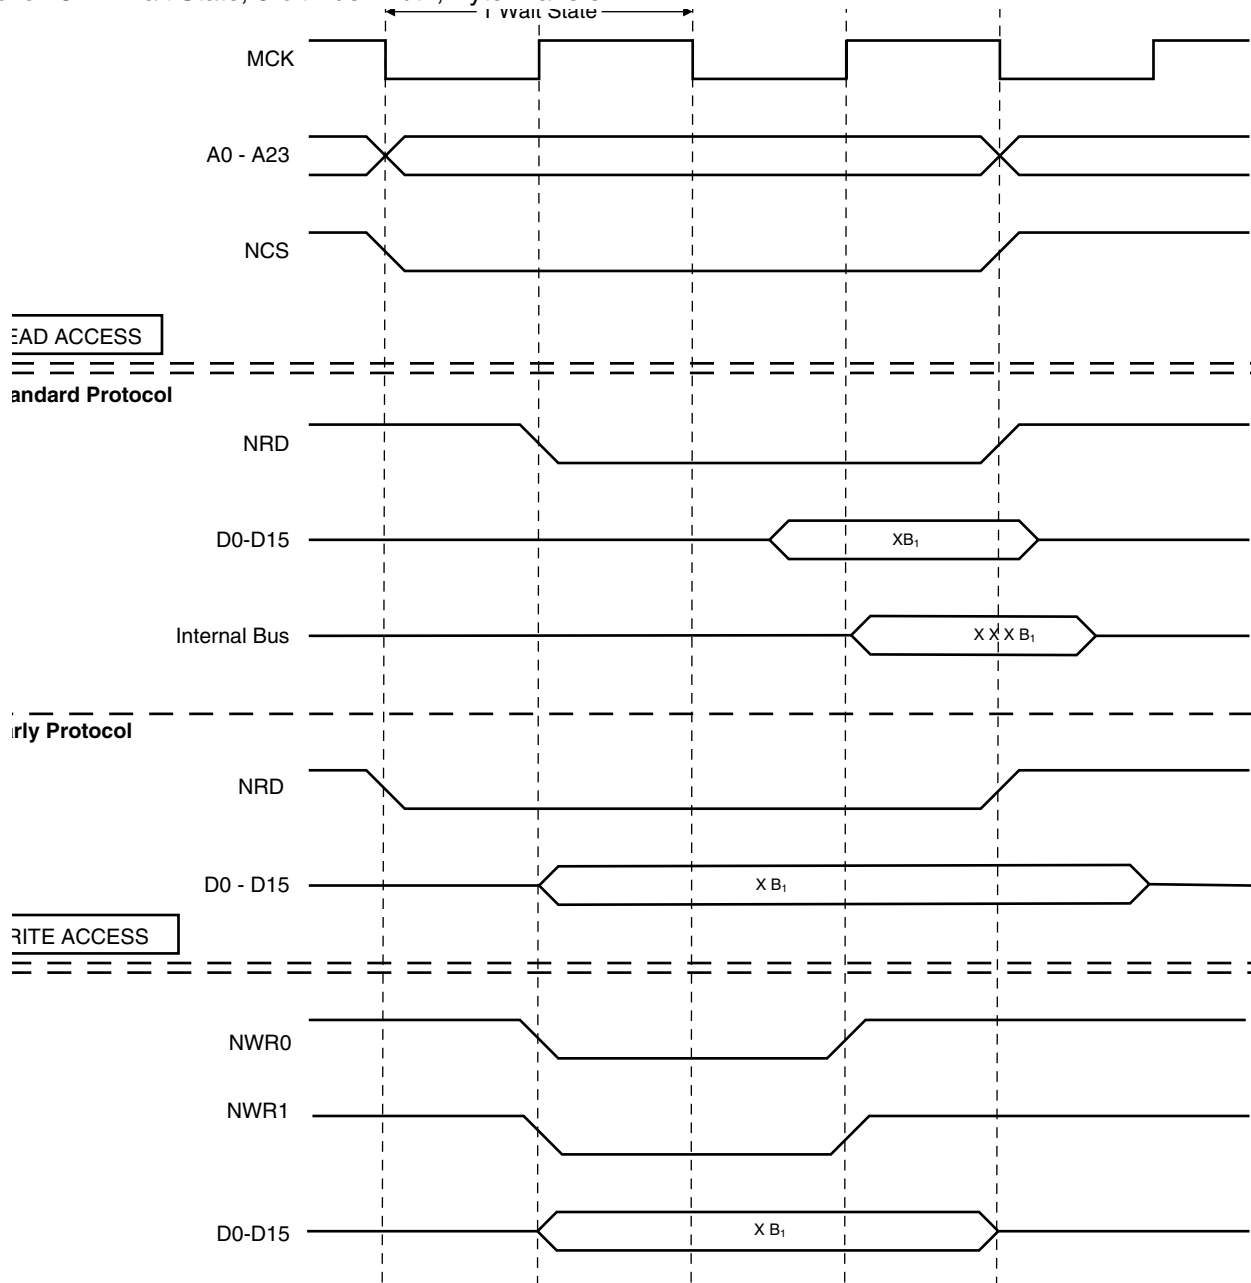 1 Wait State
MCK
A0 - A23
NCS
EAD ACCESS
andard Protocol
NRD
D0-D15
XB₁
Internal Bus
X X X B₁
rly Protocol
NRD
D0 - D15
X B₁
RITE ACCESS
NWR0
NWR1
D0-D15
X B₁